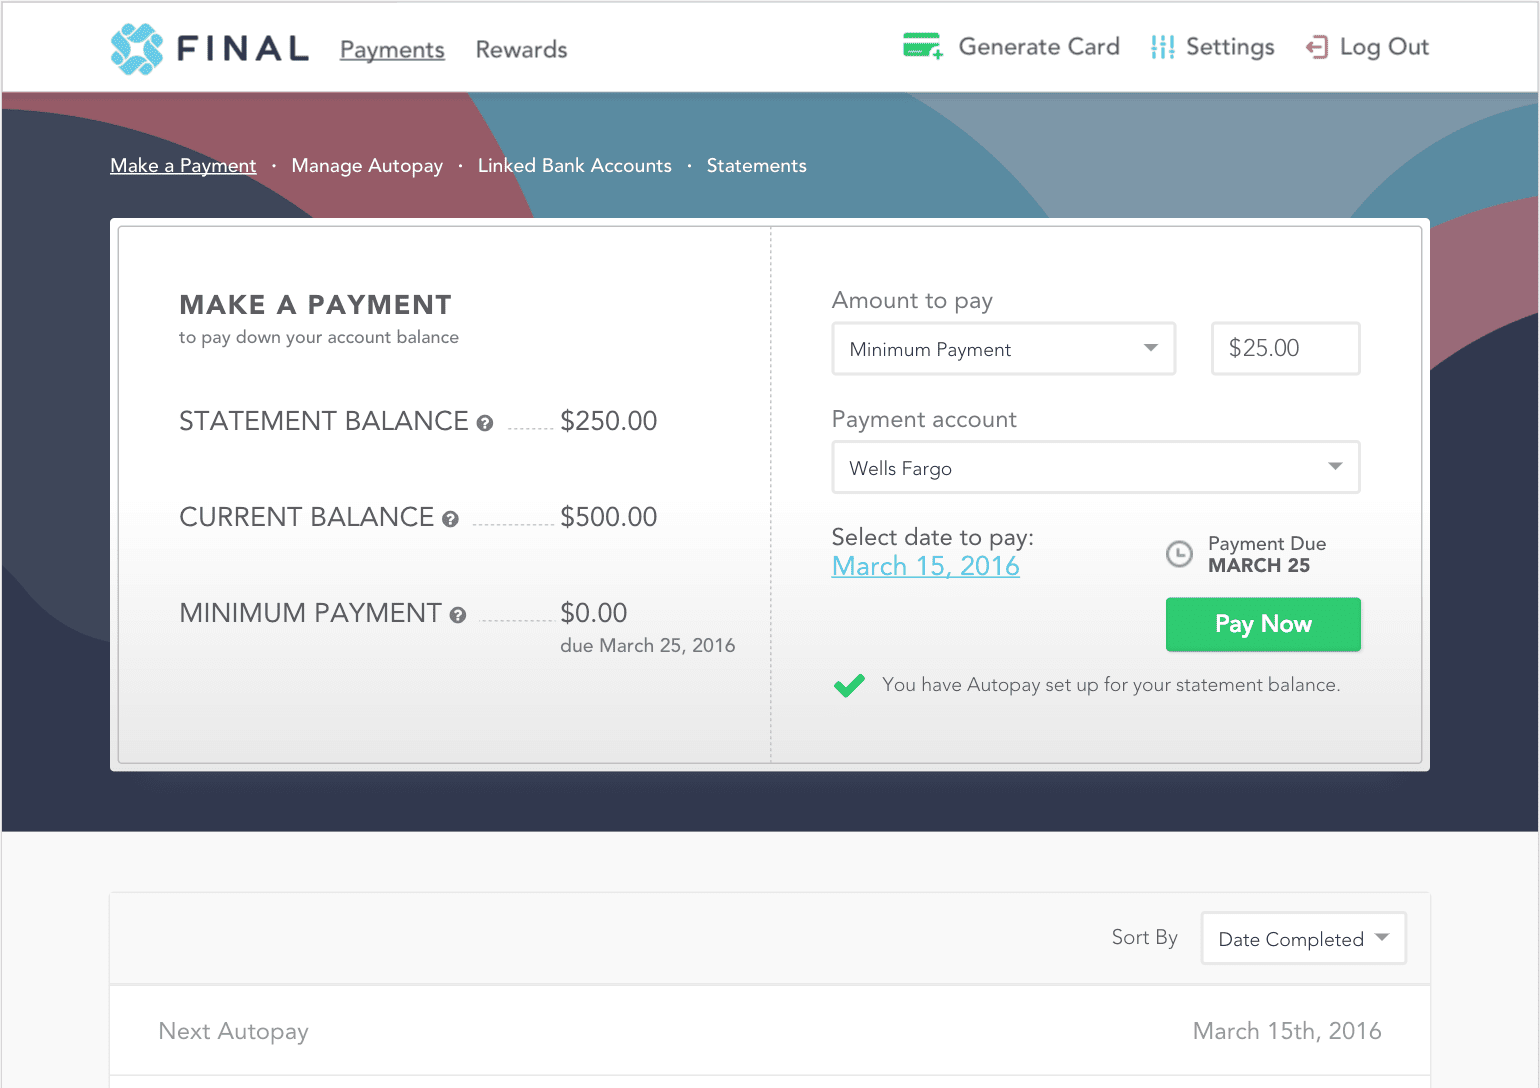 FINAL Payments Rewards Generate Card Settings Log Out
Make a Payment · Manage Autopay · Linked Bank Accounts · Statements
MAKE A PAYMENT
to pay down your account balance
STATEMENT BALANCE ? $250.00
CURRENT BALANCE ? $500.00
MINIMUM PAYMENT ? $0.00
due March 25, 2016
Amount to pay
Minimum Payment $25.00
Payment account
Wells Fargo
Select date to pay:
March 15, 2016
Payment Due
MARCH 25
Pay Now
You have Autopay set up for your statement balance.
Sort By Date Completed
Next Autopay March 15th, 2016